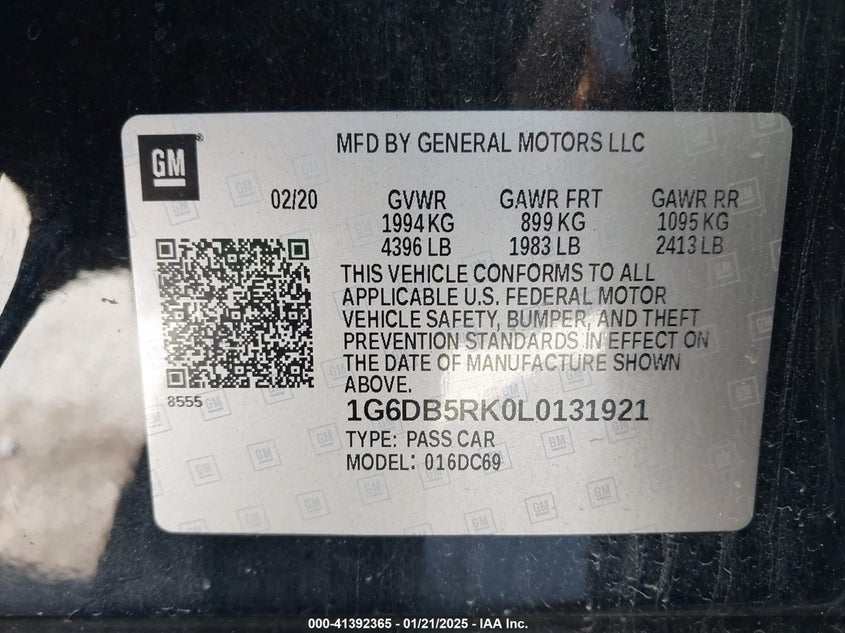 GM®
MFD BY GENERAL MOTORS LLC
02/20 GVWR GAWR FRT GAWR RR
1994 KG 899 KG 1095 KG
4396 LB 1983 LB 2413 LB
THIS VEHICLE CONFORMS TO ALL
APPLICABLE U.S. FEDERAL MOTOR
VEHICLE SAFETY, BUMPER, AND THEFT
PREVENTION STANDARDS IN EFFECT ON
THE DATE OF MANUFACTURE SHOWN
ABOVE.
8555
1G6DB5RK0L0131921
TYPE: PASS CAR
MODEL: 016DC69
000-41392365 - 01/21/2025 - IAA Inc.